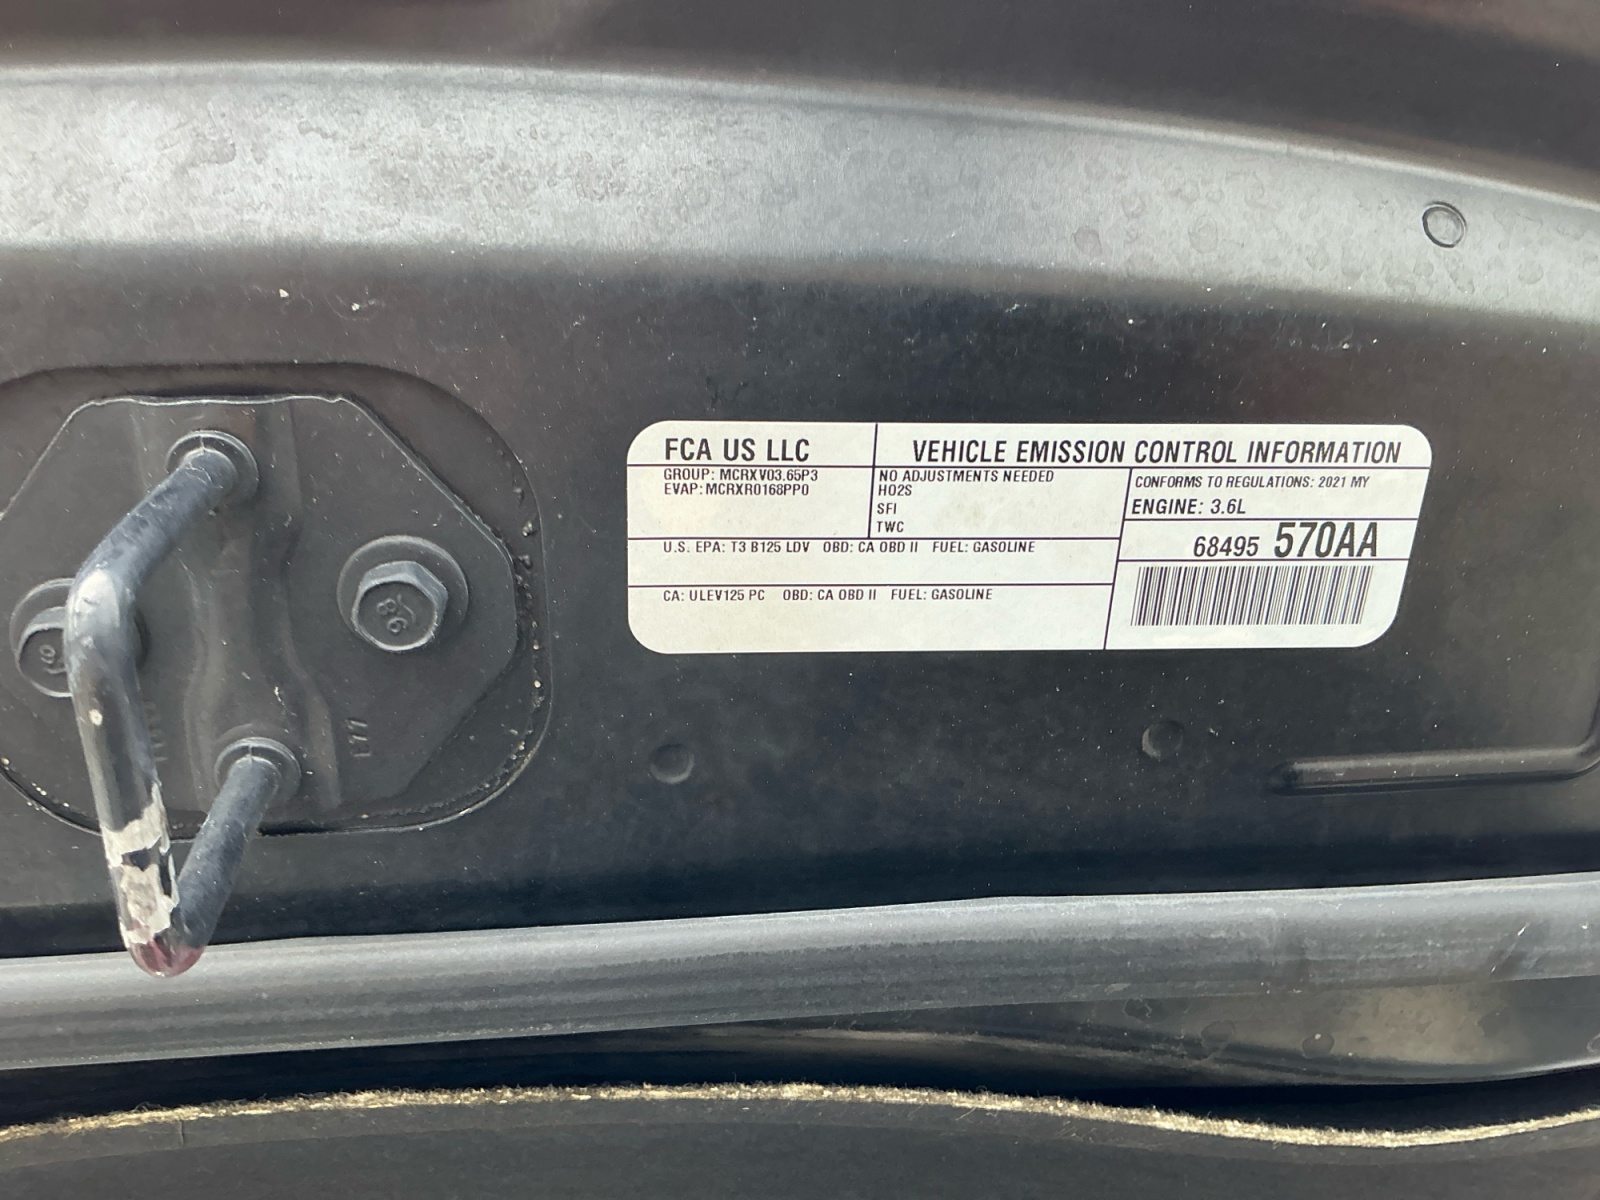 FCA US LLC
VEHICLE EMISSION CONTROL INFORMATION
GROUP: MCRXV03.65P3
EVAP: MCRXR0168PP0
NO ADJUSTMENTS NEEDED
HO2S
SFI
TWC
CONFORMS TO REGULATIONS: 2021 MY
ENGINE: 3.6L
68495 570AA
U.S. EPA: T3 B125 LDV OBD: CA OBD II FUEL: GASOLINE
CA: ULEV125 PC OBD: CA OBD II FUEL: GASOLINE